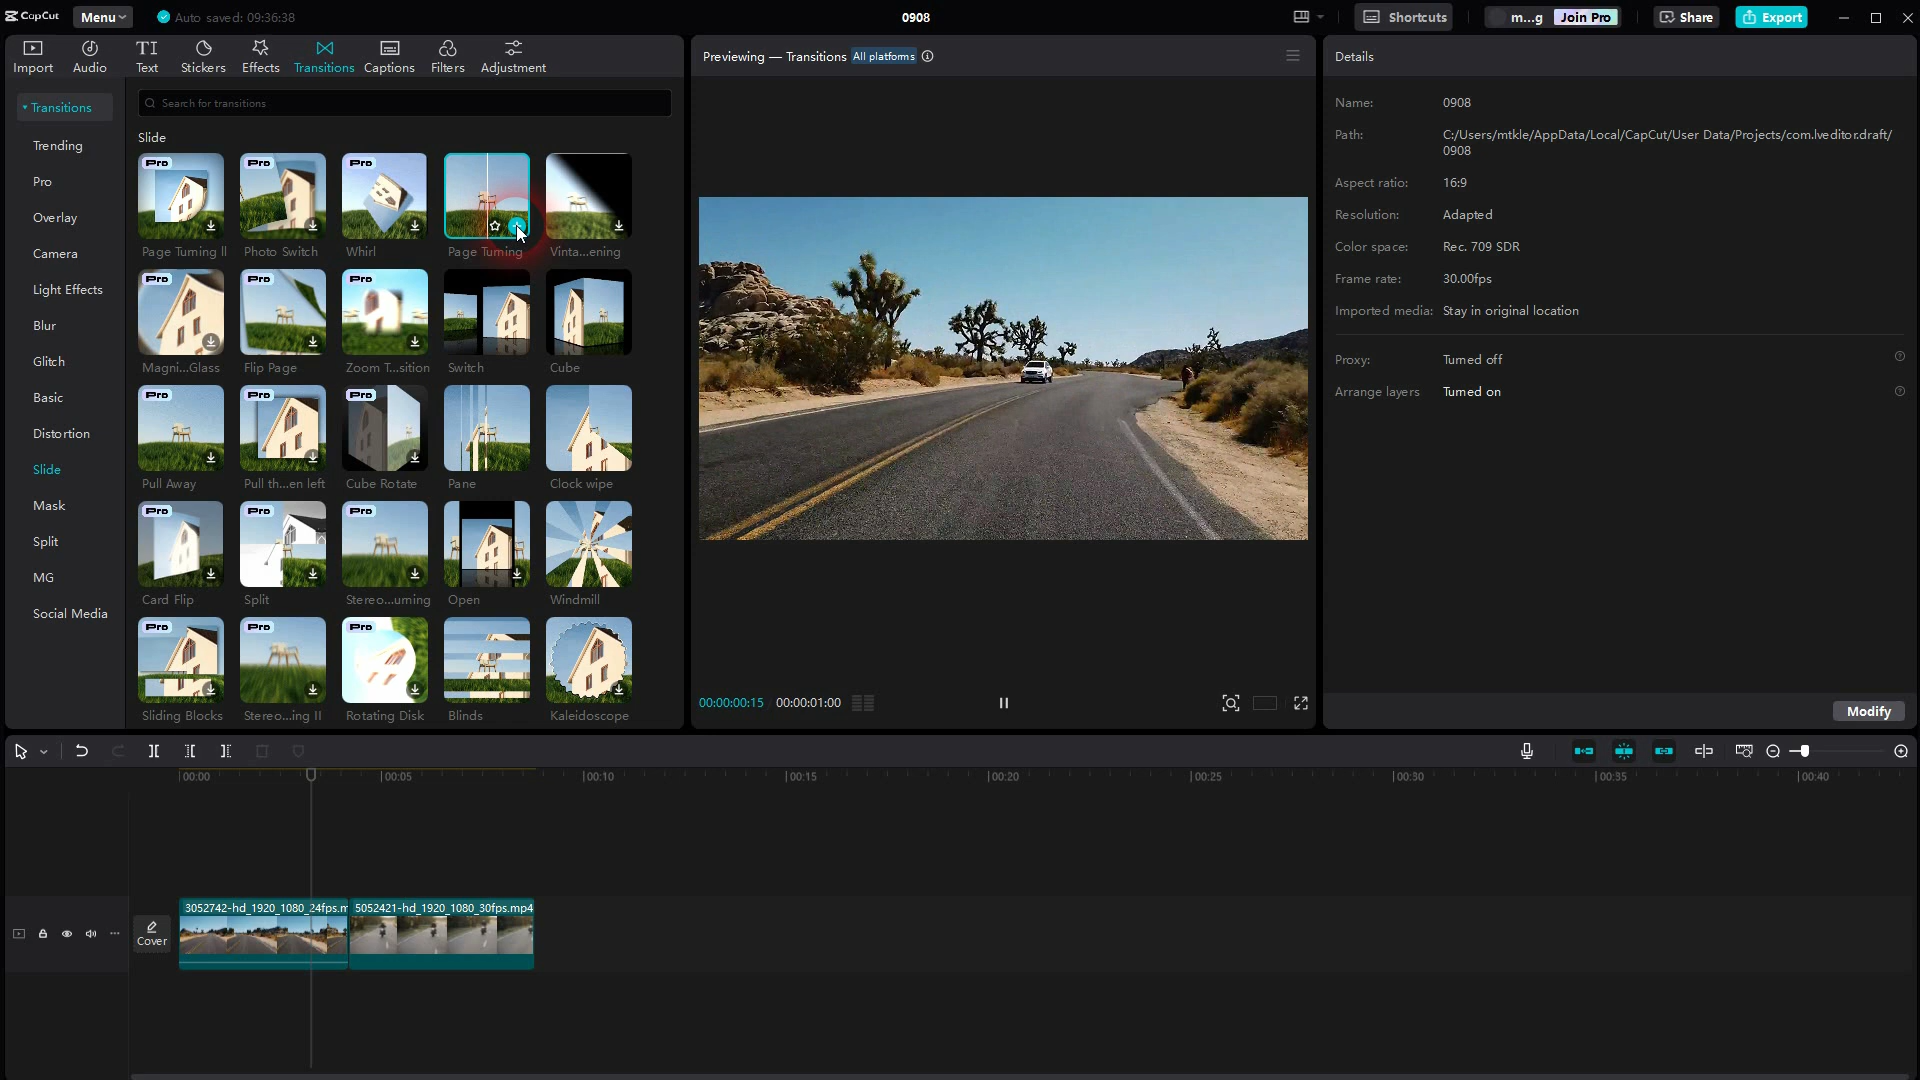 CapCut
Menu
Auto saved: 09:36:38
0908
Shortcuts
m...g
Join Pro
Share
Export
Import
Audio
Text
Stickers
Effects
Transitions
Captions
Filters
Adjustment
Transitions
Trending
Pro
Overlay
Camera
Light Effects
Blur
Glitch
Basic
Distortion
Slide
Mask
Split
MG
Social Media
Search for transitions
Slide
Pro
Pro
Pro
Page Turning II
Photo Switch
Whirl
Page Turning
Vinta...ening
Pro
Pro
Pro
Magni...Glass
Flip Page
Zoom T...sition
Switch
Cube
Pro
Pro
Pro
Pull Away
Pull th...en left
Cube Rotate
Pane
Clock wipe
Pro
Pro
Pro
Card Flip
Split
Stereo...uming
Open
Windmill
Pro
Pro
Pro
Sliding Blocks
Stereo...ing II
Rotating Disk
Blinds
Kaleidoscope
Previewing — Transitions All platforms
00:00:00:15
00:00:01:00
Details
Name: 0908
Path: C:/Users/mtkle/AppData/Local/CapCut/User Data/Projects/com.lveditor.draft/
0908
Aspect ratio: 16:9
Resolution: Adapted
Color space: Rec. 709 SDR
Frame rate: 30.00fps
Imported media: Stay in original location
Proxy: Turned off
Arrange layers Turned on
Modify
00:00
00:05
00:10
00:15
00:20
00:25
00:30
00:35
00:40
Cover
3052742-hd_1920_1080_24fps.m
5052421-hd_1920_1080_30fps.mp4